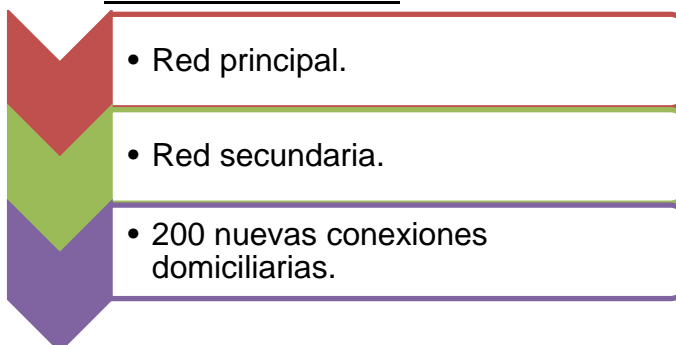 • Red principal.
• Red secundaria.
• 200 nuevas conexiones
domiciliarias.